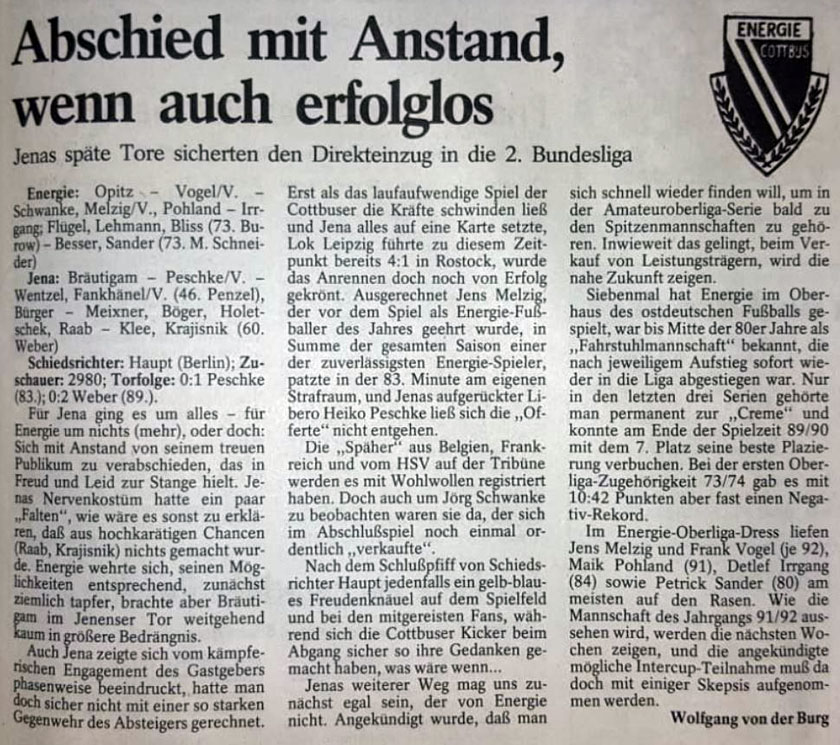 Abschied mit Anstand,
wenn auch erfolglos
Jenas späte Tore sicherten den Direkteinzug in die 2. Bundesliga
ENERGIE
COTTBUS
Energie: Opitz – Vogel/V. –
Schwanke, Melzig/V., Pohland – Irr-
gang, Flügel, Lehmann, Bliss (73. Bu-
row) – Besser, Sander (73. M. Schnei-
der)
Jena: Bräutigam – Peschke/V. –
Wentzel, Fankhänel/V. (46. Penzel),
Bürger – Meixner, Böger, Holet-
schek, Raab – Klee, Krajisnik (60.
Weber)
Schiedsrichter: Haupt (Berlin); Zu-
schauer: 2980; Torfolge: 0:1 Peschke
(83.); 0:2 Weber (89.).
Für Jena ging es um alles – für
Energie um nichts (mehr), oder doch:
Sich mit Anstand von seinem treuen
Publikum zu verabschieden, das in
Freud und Leid zur Stange hielt. Je-
nas Nervenkostüm hatte ein paar
„Falten“, wie wäre es sonst zu erklä-
ren, daß aus hochkarätigen Chancen
(Raab, Krajisnik) nichts gemacht wur-
de. Energie wehrte sich, seinen Mög-
lichkeiten entsprechend, zunächst
ziemlich tapfer, brachte aber Bräuti-
gam im Jenenser Tor weitgehend
kaum in größere Bedrängnis.
Auch Jena zeigte sich vom kämpfe-
rischen Engagement des Gastgebers
phasenweise beeindruckt, hatte man
doch sicher nicht mit einer so starken
Gegenwehr des Absteigers gerechnet.
Erst als das laufaufwendige Spiel der
Cottbuser die Kräfte schwinden ließ
und Jena alles auf eine Karte setzte,
Lok Leipzig führte zu diesem Zeit-
punkt bereits 4:1 in Rostock, wurde
das Anrennen doch noch von Erfolg
gekrönt. Ausgerechnet Jens Melzig,
der vor dem Spiel als Energie-Fuß-
baller des Jahres geehrt wurde, in
Summe der gesamten Saison einer
der zuverlässigsten Energie-Spieler,
patzte in der 83. Minute am eigenen
Strafraum, und Jenas aufgerückter Li-
bero Heiko Peschke ließ sich die „Of-
ferte“ nicht entgehen.
Die „Späher“ aus Belgien, Frank-
reich und vom HSV auf der Tribüne
werden es mit Wohlwollen registriert
haben. Doch auch um Jörg Schwanke
zu beobachten waren sie da, der sich
im Abschlußspiel noch einmal or-
dentlich „verkaufte“.
Nach dem Schlußpfiff von Schieds-
richter Haupt jedenfalls ein gelb-blau-
es Freudenknäuel auf dem Spielfeld
und bei den mitgereisten Fans, wäh-
rend sich die Cottbuser Kicker beim
Abgang sicher so ihre Gedanken ge-
macht haben, was wäre wenn...
Jenas weiterer Weg mag uns zu-
nächst egal sein, der von Energie
nicht. Angekündigt wurde, daß man
sich schnell wieder finden will, um in
der Amateuroberliga-Serie bald zu
den Spitzenmannschaften zu gehö-
ren. Inwieweit das gelingt, beim Ver-
kauf von Leistungsträgern, wird die
nahe Zukunft zeigen.
Siebenmal hat Energie im Ober-
haus des ostdeutschen Fußballs ge-
spielt, war bis Mitte der 80er Jahre als
„Fahrstuhlmannschaft“ bekannt, die
nach jeweiligem Aufstieg sofort wie-
der in die Liga abgestiegen war. Nur
in den letzten drei Serien gehörte
man permanent zur „Creme“ und
konnte am Ende der Spielzeit 89/90
mit dem 7. Platz seine beste Plazie-
rung verbuchen. Bei der ersten Ober-
liga-Zugehörigkeit 73/74 gab es mit
10:42 Punkten aber fast einen Nega-
tiv-Rekord.
Im Energie-Oberliga-Dress liefen
Jens Melzig und Frank Vogel (je 92),
Maik Pohland (91), Detlef Irrgang
(84) sowie Petrick Sander (80) am
meisten auf den Rasen. Wie die
Mannschaft des Jahrgangs 91/92 aus-
sehen wird, werden die nächsten Wo-
chen zeigen, und die angekündigte
mögliche Intercup-Teilnahme muß da
doch mit einiger Skepsis aufgenom-
men werden.
Wolfgang von der Burg